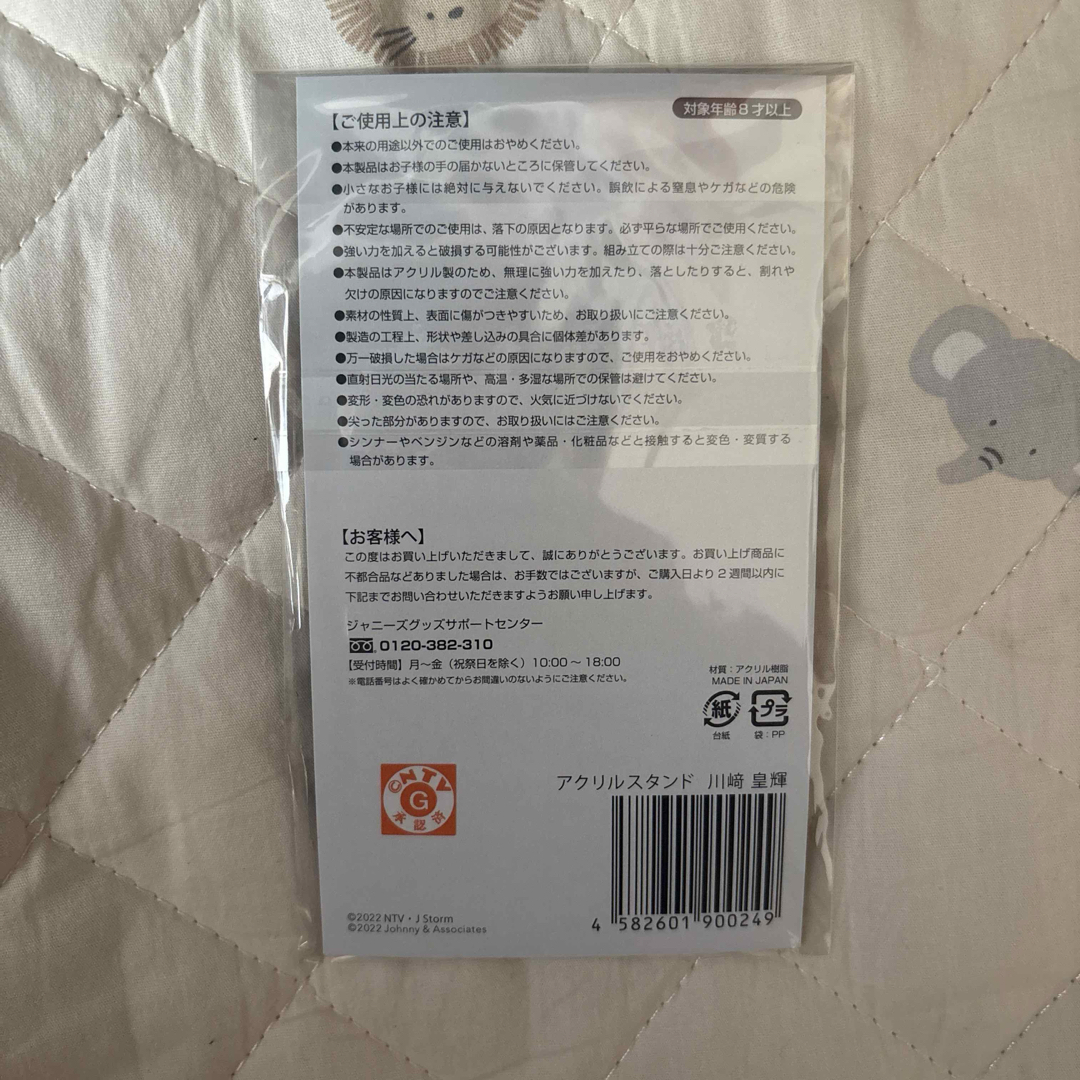 【ご使用上の注意】
対象年齢8才以上
●本来の用途以外でのご使用はおやめください。
●本製品はお子様の手の届かないところに保管してください。
●小さなお子様には絶対に与えないでください。誤飲による窒息やケガなどの危険
があります。
●不安定な場所でのご使用は、落下の原因となります。必ず平らな場所でご使用ください。
●強い力を加えると破損する可能性がございます。組み立ての際は十分ご注意ください。
●本製品はアクリル製のため、無理に強い力を加えたり、落としたりすると、割れや
欠けの原因になりますのでご注意ください。
●素材の性質上、表面に傷がつきやすいため、お取り扱いにご注意ください。
●製造の工程上、形状や差し込みの具合に個体差があります。
●万一破損した場合はケガなどの原因になりますので、ご使用をおやめください。
●直射日光の当たる場所や、高温・多湿な場所での保管は避けてください。
●変形・変色の恐れがありますので、火気に近づけないでください。
●尖った部分がありますので、お取り扱いにはご注意ください。
●シンナーやベンジンなどの溶剤や薬品・化粧品などと接触すると変色・変質する
場合があります。
【お客様へ】
この度はお買い上げいただきまして、誠にありがとうございます。お買い上げ商品に
不都合品などありました場合は、お手数ではございますが、ご購入日より2週間以内に
下記までお問い合わせいただきますようお願い申し上げます。
ジャニーズグッズサポートセンター
0120-382-310
【受付時間】月〜金（祝祭日を除く）10:00〜18:00
※電話番号はよく確かめてからお間違いのないようにご注意ください。
材質：アクリル樹脂
MADE IN JAPAN
紙 プラ
台紙 袋：PP
©NTV
G
承認済
アクリルスタンド 川﨑 皇輝
4 582601 900249
©2022 NTV・J Storm
©2022 Johnny & Associates